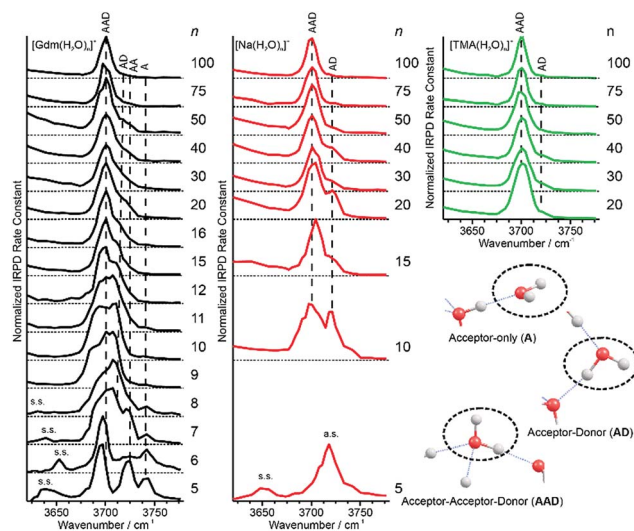 [Gdm(H₂O)ₙ]⁺
AAD
AD
AA
A
n
100
75
50
40
30
20
16
15
12
11
10
9
8
7
6
5
s.s.
s.s.
s.s.
s.s.
Normalized IRPD Rate Constant
3650
3700
3750
Wavenumber / cm⁻¹
[Na(H₂O)ₙ]⁺
AAD
AD
n
100
75
50
40
30
20
15
10
5
s.s.
a.s.
Normalized IRPD Rate Constant
3650
3700
3750
Wavenumber / cm⁻¹
[TMA(H₂O)ₙ]⁺
AAD
AD
n
100
75
50
40
30
20
Normalized IRPD Rate Constant
3650
3700
3750
Wavenumber / cm⁻¹
Acceptor-only (A)
Acceptor-Donor (AD)
Acceptor-Acceptor-Donor (AAD)